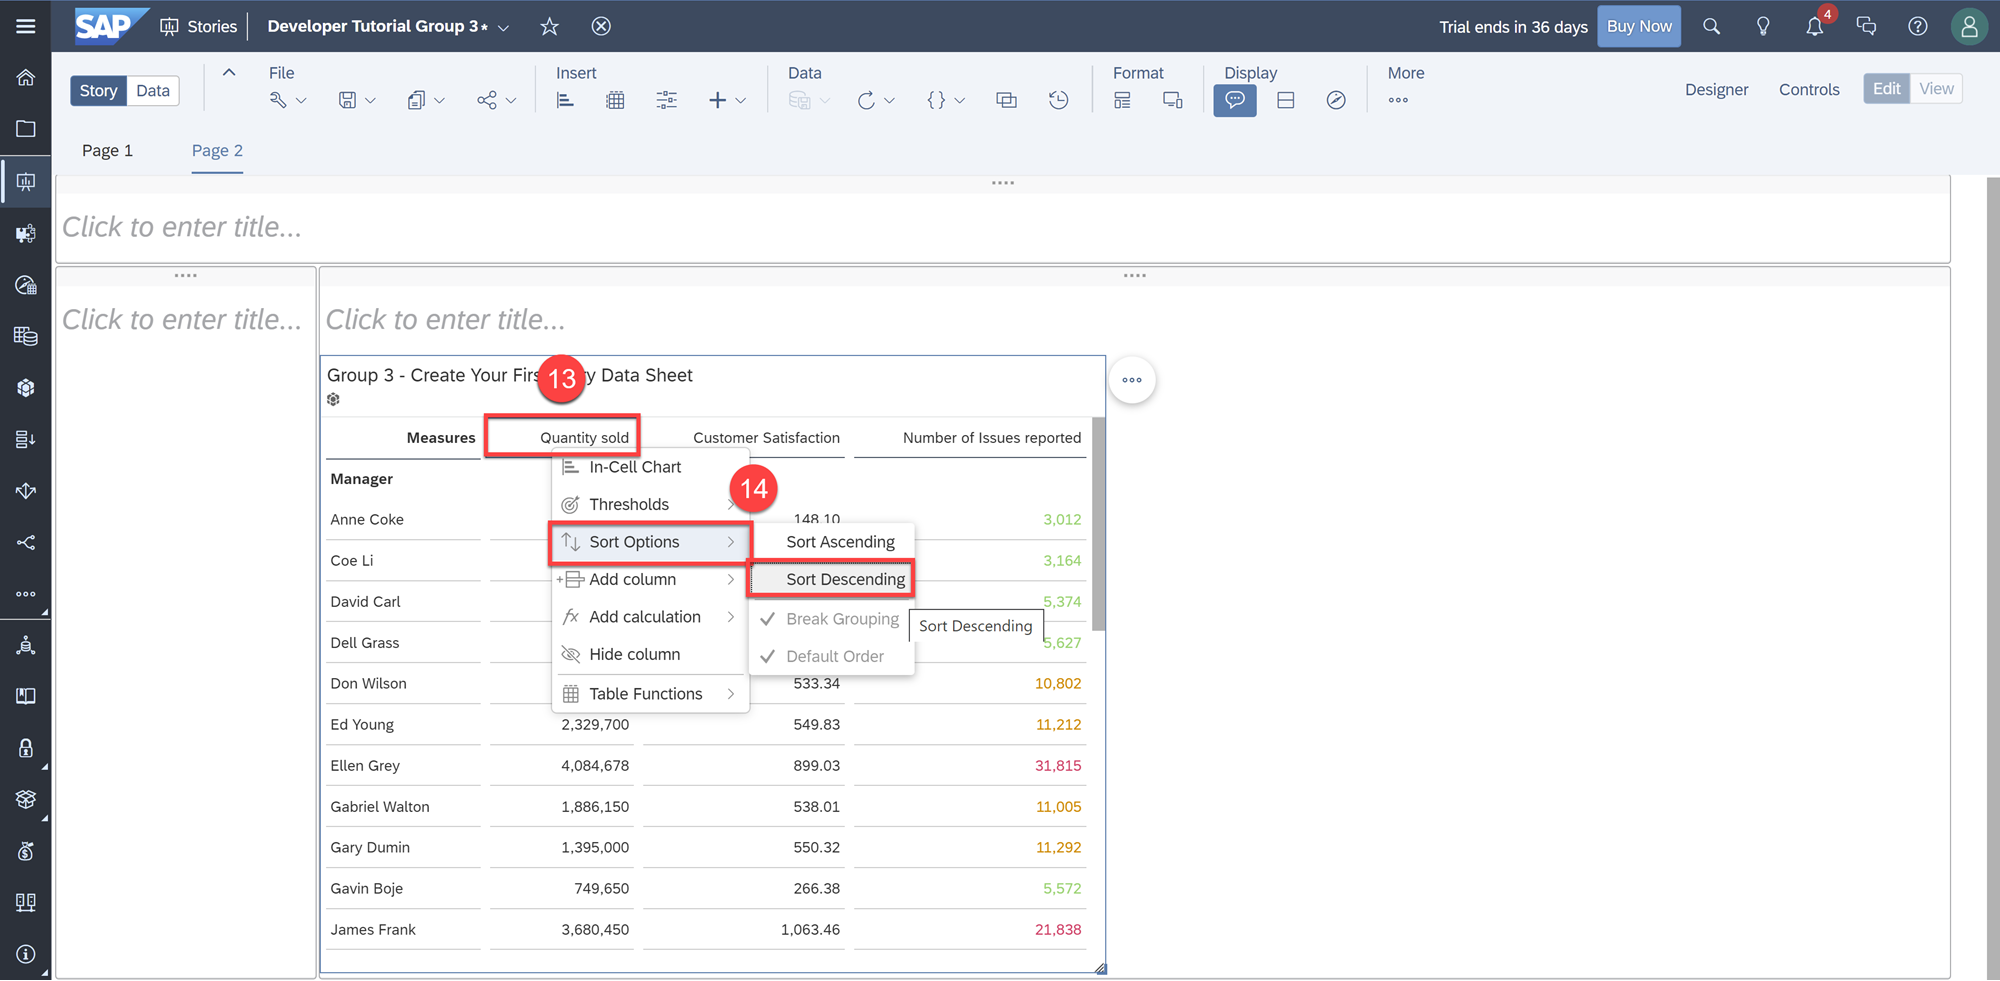 SAP Stories Developer Tutorial Group 3* Trial ends in 36 days Buy Now 4
Story Data File Insert Data Format Display More Designer Controls Edit View
Page 1 Page 2
Click to enter title...
Click to enter title... Click to enter title...
Group 3 - Create Your Firs 13 y Data Sheet
Measures Quantity sold Customer Satisfaction Number of Issues reported
Manager
In-Cell Chart
Thresholds
14
Sort Options
Add column
Add calculation
Hide column
Table Functions
Sort Ascending
Sort Descending
Break Grouping
Default Order
Sort Descending
Anne Coke 148.10 3,012
Coe Li 3,164
David Carl 5,374
Dell Grass 5,627
Don Wilson 533.34 10,802
Ed Young 2,329,700 549.83 11,212
Ellen Grey 4,084,678 899.03 31,815
Gabriel Walton 1,886,150 538.01 11,005
Gary Dumin 1,395,000 550.32 11,292
Gavin Boje 749,650 266.38 5,572
James Frank 3,680,450 1,063.46 21,838